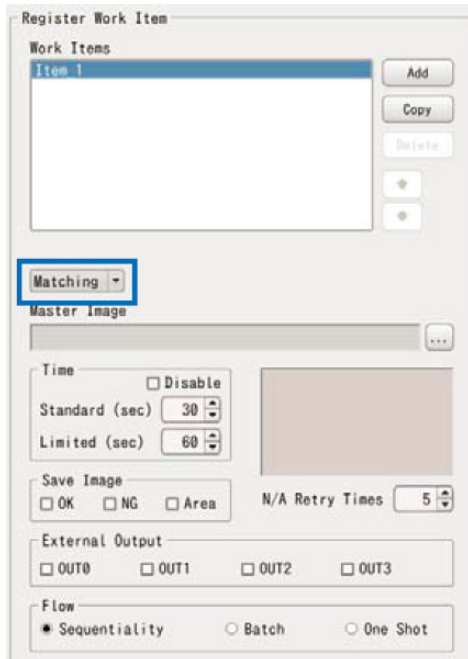 Register Work Item
Work Items
Item 1
Add
Copy
Delete
Matching
Master Image
...
Time
Disable
Standard (sec) 30
Limited (sec) 60
Save Image
OK NG Area
N/A Retry Times 5
External Output
OUT0 OUT1 OUT2 OUT3
Flow
Sequentiality Batch One Shot